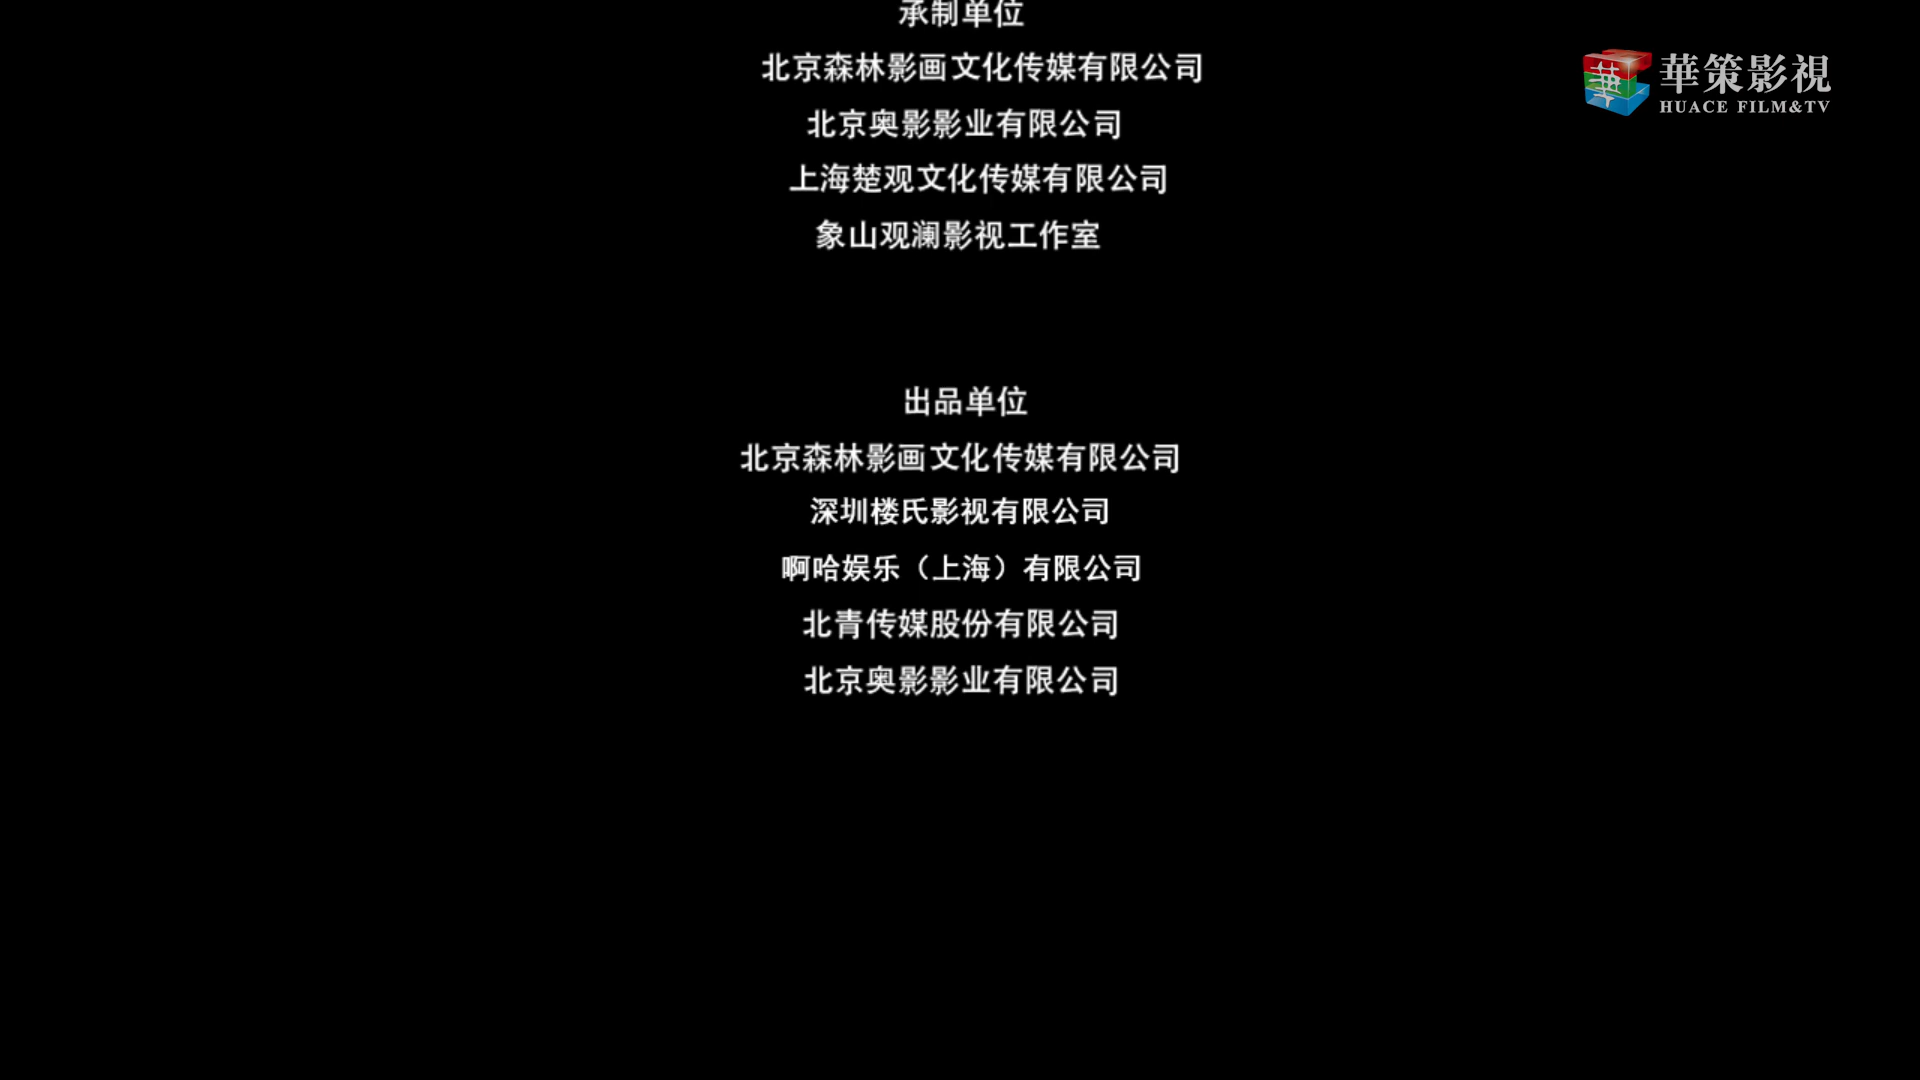 承制单位
北京森林影画文化传媒有限公司
北京奥影影业有限公司
上海楚观文化传媒有限公司
象山观澜影视工作室
出品单位
北京森林影画文化传媒有限公司
深圳楼氏影视有限公司
啊哈娱乐（上海）有限公司
北青传媒股份有限公司
北京奥影影业有限公司
華
華策影視
HUACE FILM&TV